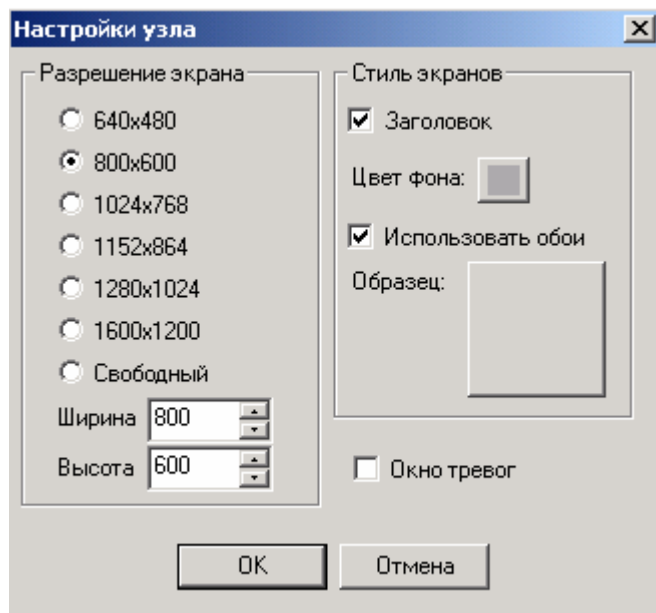 Настройки узла
Разрешение экрана
640x480
800x600
1024x768
1152x864
1280x1024
1600x1200
Свободный
Ширина 800
Высота 600
Стиль экранов
Заголовок
Цвет фона:
Использовать обои
Образец:
Окно тревог
OK
Отмена